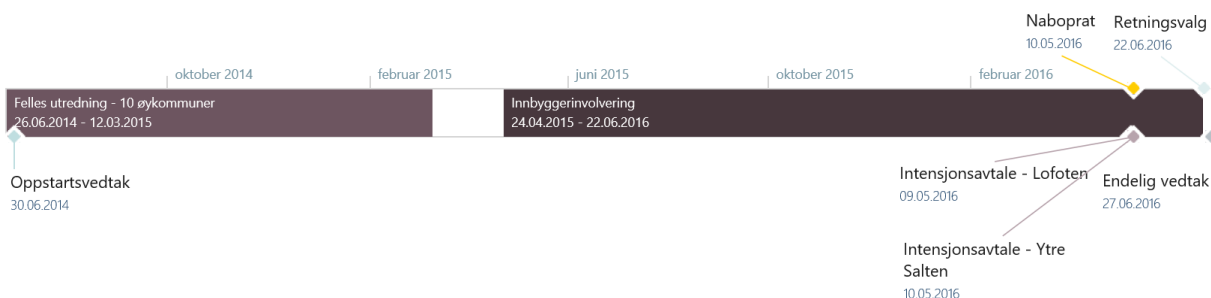 Naboprat
10.05.2016
Retningsvalg
22.06.2016
oktober 2014
februar 2015
juni 2015
oktober 2015
februar 2016
Felles utredning - 10 øykommuner
26.06.2014 - 12.03.2015
Innbyggerinvolvering
24.04.2015 - 22.06.2016
Oppstartsvedtak
30.06.2014
Intensjonsavtale - Lofoten
09.05.2016
Endelig vedtak
27.06.2016
Intensjonsavtale - Ytre
Salten
10.05.2016